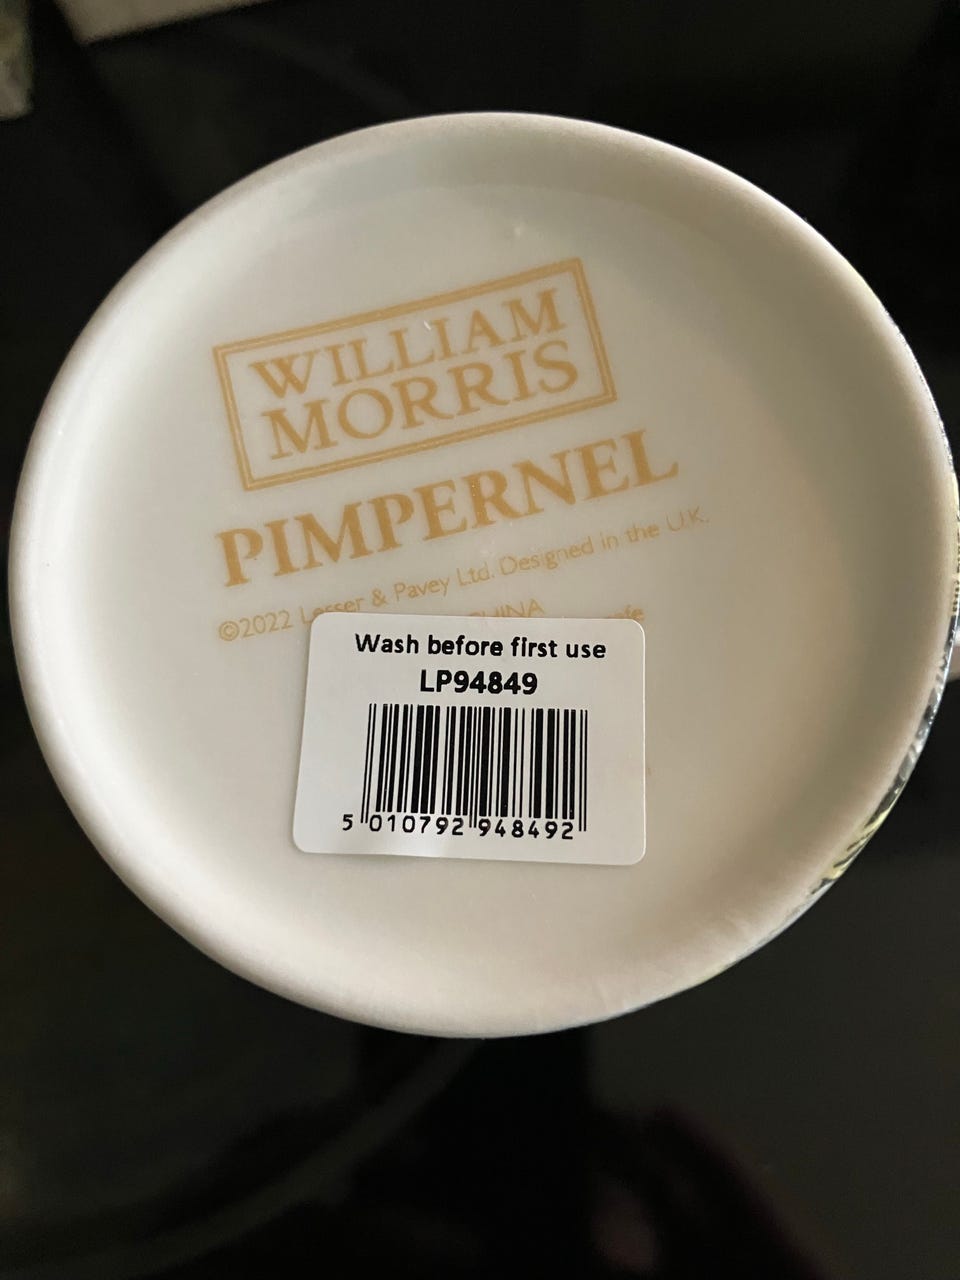 WILLIAM
MORRIS
PIMPERNEL
©2022 Lesser & Pavey Ltd. Designed in the U.K.
Wash before first use
LP94849
5 010792 948492